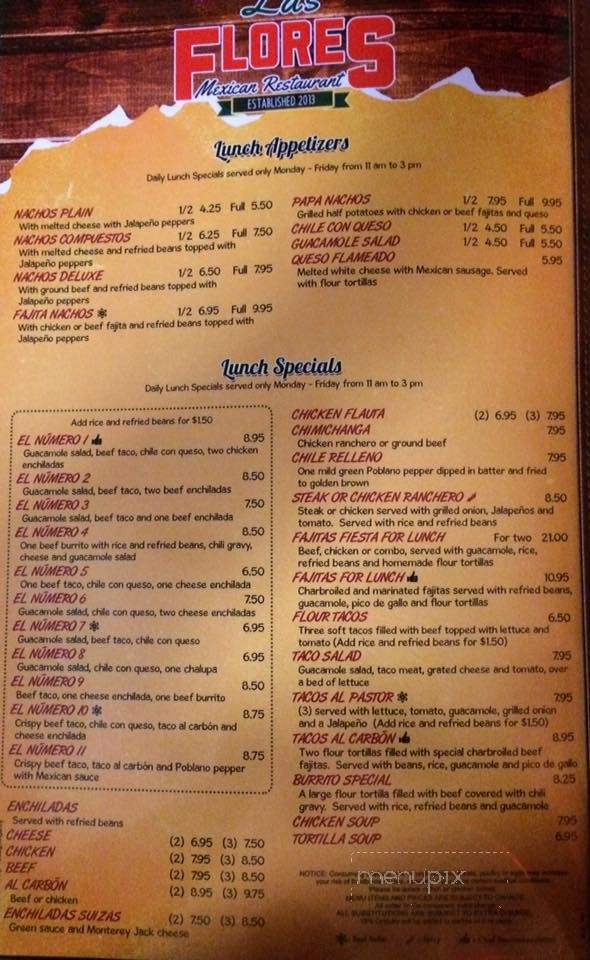 Las
FLORES
Mexican Restaurant
ESTABLISHED 2013
Lunch Appetizers
Daily Lunch Specials served only Monday - Friday from 11 am to 3 pm
NACHOS PLAIN 1/2 4.25 Full 5.50
With melted cheese with Jalapeño peppers
NACHOS COMPUESTOS 1/2 6.25 Full 7.50
With melted cheese and refried beans topped with
Jalapeño peppers
NACHOS DELUXE 1/2 6.50 Full 7.95
With ground beef and refried beans topped with
Jalapeño peppers
FAJITA NACHOS 1/2 6.95 Full 9.95
With chicken or beef fajita and refried beans topped with
Jalapeño peppers
PAPA NACHOS 1/2 7.95 Full 9.95
Grilled half potatoes with chicken or beef fajitas and queso
CHILE CON QUESO 1/2 4.50 Full 5.50
GUACAMOLE SALAD 1/2 4.50 Full 5.50
QUESO FLAMEADO 5.95
Melted white cheese with Mexican sausage. Served
with flour tortillas
Lunch Specials
Daily Lunch Specials served only Monday - Friday from 11 am to 3 pm
Add rice and refried beans for $1.50
EL NÚMERO 1 8.95
Guacamole salad, beef taco, chile con queso, two chicken
enchiladas
EL NÚMERO 2 8.50
Guacamole salad, beef taco, two beef enchiladas
EL NÚMERO 3 7.50
Guacamole salad, beef taco and one beef enchilada
EL NÚMERO 4 8.50
One beef burrito with rice and refried beans, chili gravy,
cheese and guacamole salad
EL NÚMERO 5 6.50
One beef taco, chile con queso, one cheese enchilada
EL NÚMERO 6 7.50
Guacamole salad, chile con queso, two cheese enchiladas
EL NÚMERO 7 6.95
Guacamole salad, beef taco, chile con queso
EL NÚMERO 8 6.95
Guacamole salad, chile con queso, one chalupa
EL NÚMERO 9 8.50
Beef taco, one cheese enchilada, one beef burrito
EL NÚMERO 10 8.75
Crispy beef taco, chile con queso, taco al carbón and
cheese enchilada
EL NÚMERO 11 8.75
Crispy beef taco, taco al carbón and Poblano pepper
with Mexican sauce
ENCHILADAS
Served with refried beans
CHEESE (2) 6.95 (3) 7.50
CHICKEN (2) 7.95 (3) 8.50
BEEF (2) 7.95 (3) 8.50
AL CARBÓN (2) 8.95 (3) 9.75
Beef or chicken
ENCHILADAS SUIZAS (2) 7.50 (3) 8.50
Green sauce and Monterey Jack cheese
CHICKEN FLAUTA (2) 6.95 (3) 7.95
CHIMICHANGA 7.95
Chicken ranchero or ground beef
CHILE RELLENO 7.95
One mild green Poblano pepper dipped in batter and fried
to golden brown
STEAK OR CHICKEN RANCHERO 8.50
Steak or chicken served with grilled onion, Jalapeños and
tomato. Served with rice and refried beans
FAJITAS FIESTA FOR LUNCH For two 21.00
Beef, chicken or combo, served with guacamole, rice,
refried beans and homemade flour tortillas
FAJITAS FOR LUNCH 10.95
Charbroiled and marinated fajitas served with refried beans,
guacamole, pico de gallo and flour tortillas
FLOUR TACOS 6.50
Three soft tacos filled with beef topped with lettuce and
tomato (Add rice and refried beans for $1.50)
TACO SALAD 7.95
Guacamole salad, taco meat, grated cheese and tomato, over
a bed of lettuce
TACOS AL PASTOR 7.95
(3) served with lettuce, tomato, guacamole, grilled onion
and a Jalapeño (Add rice and refried beans for $1.50)
TACOS AL CARBÓN 8.95
Two flour tortillas filled with special charbroiled beef
fajitas. Served with beans, rice, guacamole and pico de gallo
BURRITO SPECIAL 8.25
A large flour tortilla filled with beef covered with chili
gravy. Served with rice, refried beans and guacamole
CHICKEN SOUP 7.95
TORTILLA SOUP 6.95
menupix
MENU ITEMS AND PRICES ARE SUBJECT TO CHANGE.
ALL SUBSTITUTIONS ARE SUBJECT TO EXTRA CHARGE.